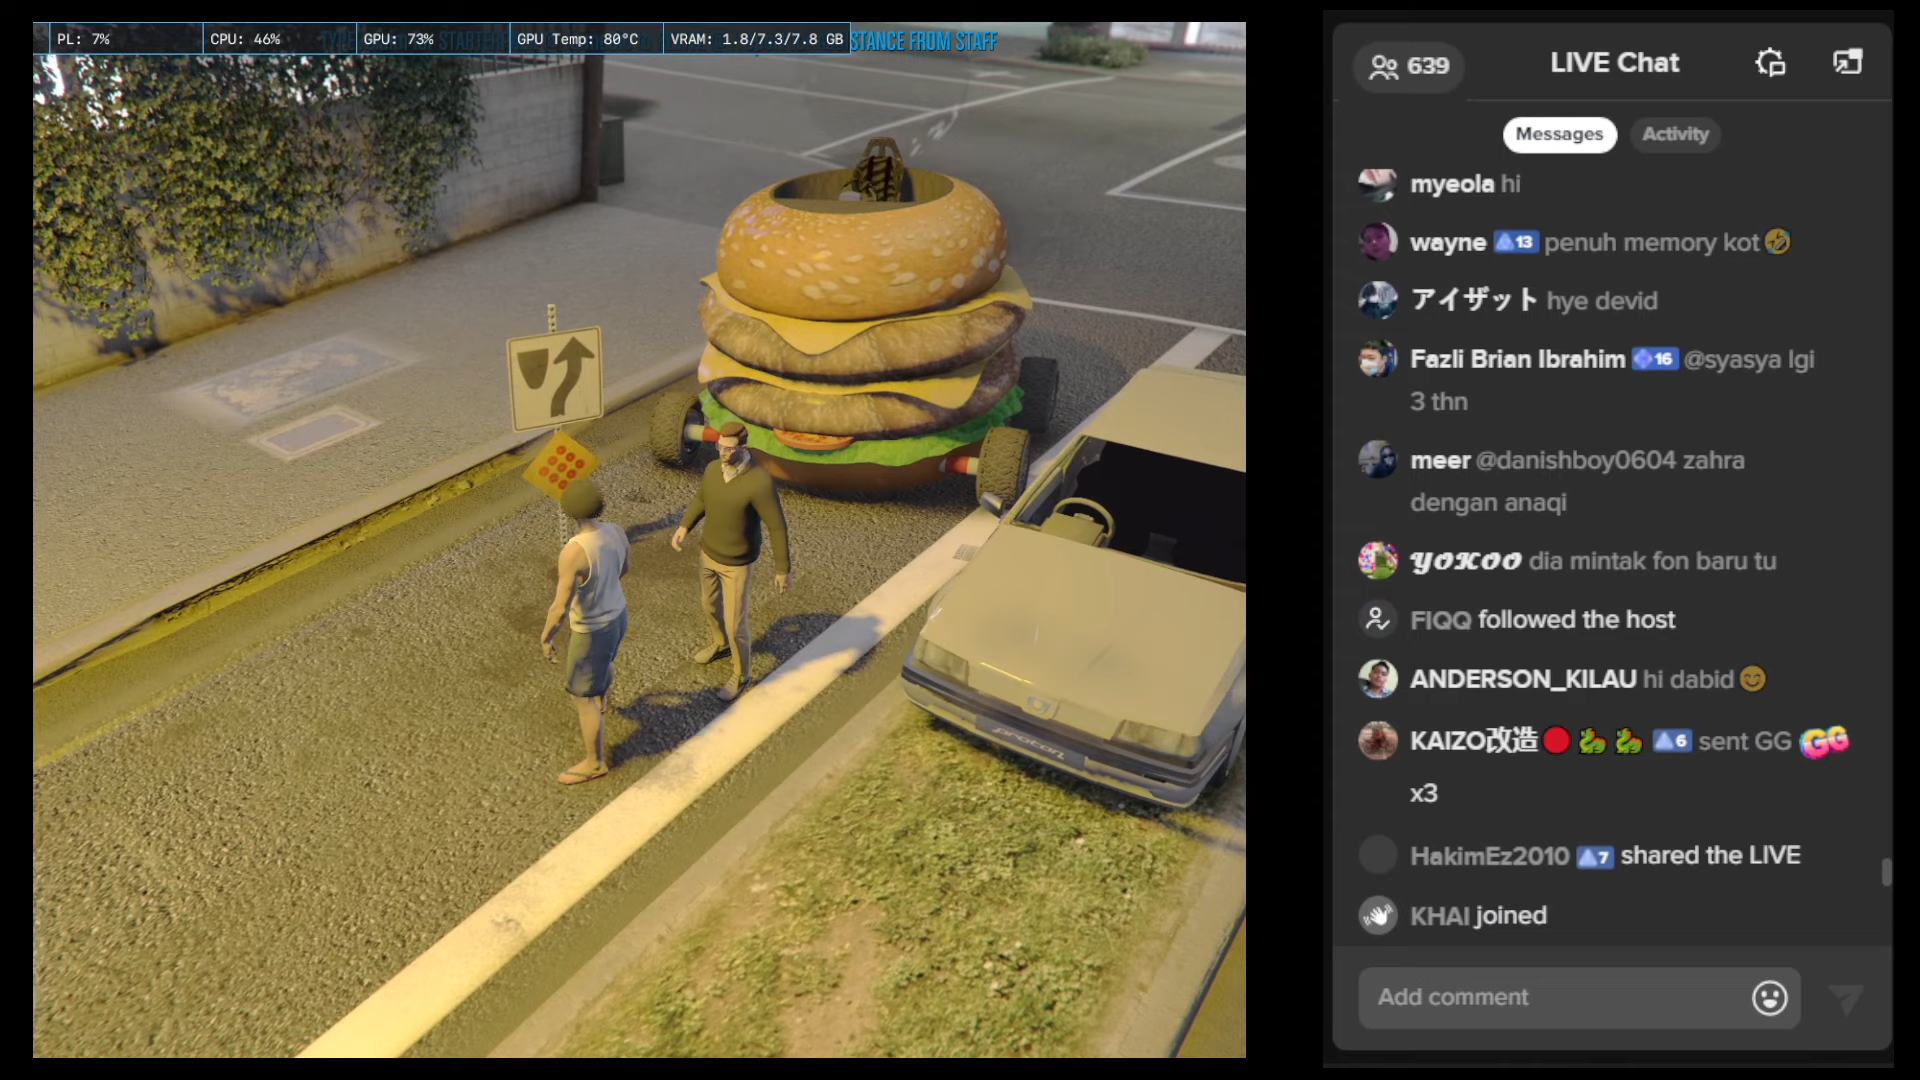 PL: 7%
CPU: 46%
GPU: 73%
GPU Temp: 80°C
VRAM: 1.8/7.3/7.8 GB
STANCE FROM STAFF
proton
639
LIVE Chat
Messages
Activity
myeola hi
wayne 13 penuh memory kot🤣
アイザット hye devid
Fazli Brian Ibrahim 16 @syasya lgi
3 thn
meer @danishboy0604 zahra
dengan anaqi
𝓨𝓞𝓚𝓞𝓞 dia mintak fon baru tu
FIQQ followed the host
ANDERSON_KILAU hi dabid😊
KAIZO改造🔴🐉🐉 6 sent GG GG
x3
HakimEz2010 7 shared the LIVE
KHAI joined
Add comment